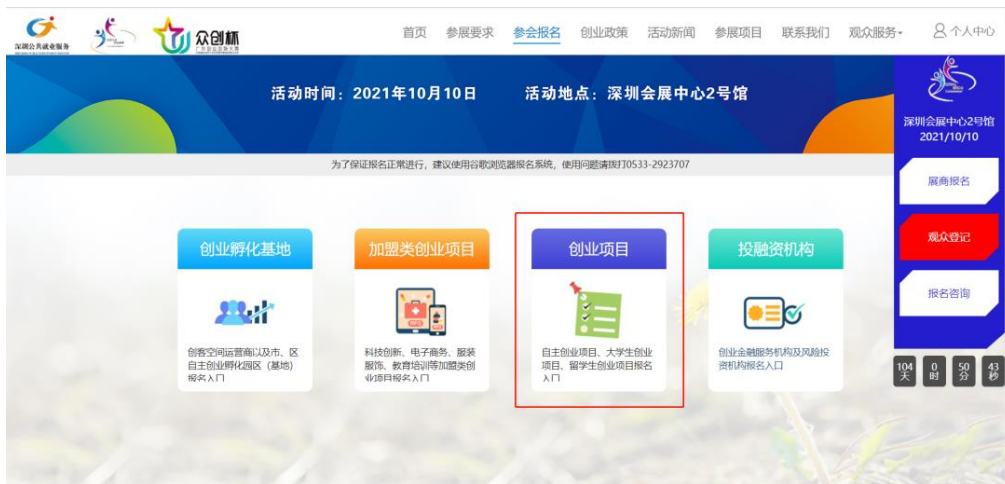 深圳公共就业服务
众创杯
首页 参展要求 参会报名 创业政策 活动新闻 参展项目 联系我们 观众服务 个人中心
活动时间：2021年10月10日 活动地点：深圳会展中心2号馆
深圳会展中心2号馆
2021/10/10
为了保证报名正常进行，建议使用谷歌浏览器报名系统，使用问题请拨打0533-2923707
展商报名
观众登记
报名咨询
创业孵化基地
创客空间运营商以及市、区
自主创业孵化园区（基地）
报名入口
加盟类创业项目
科技创新、电子商务、服装
服饰、教育培训等加盟类创
业项目报名入口
创业项目
自主创业项目、大学生创业
项目、留学生创业项目报名
入口
投融资机构
创业金融服务机构及风险投
资机构报名入口
104 0 50 43
天 时 分 秒